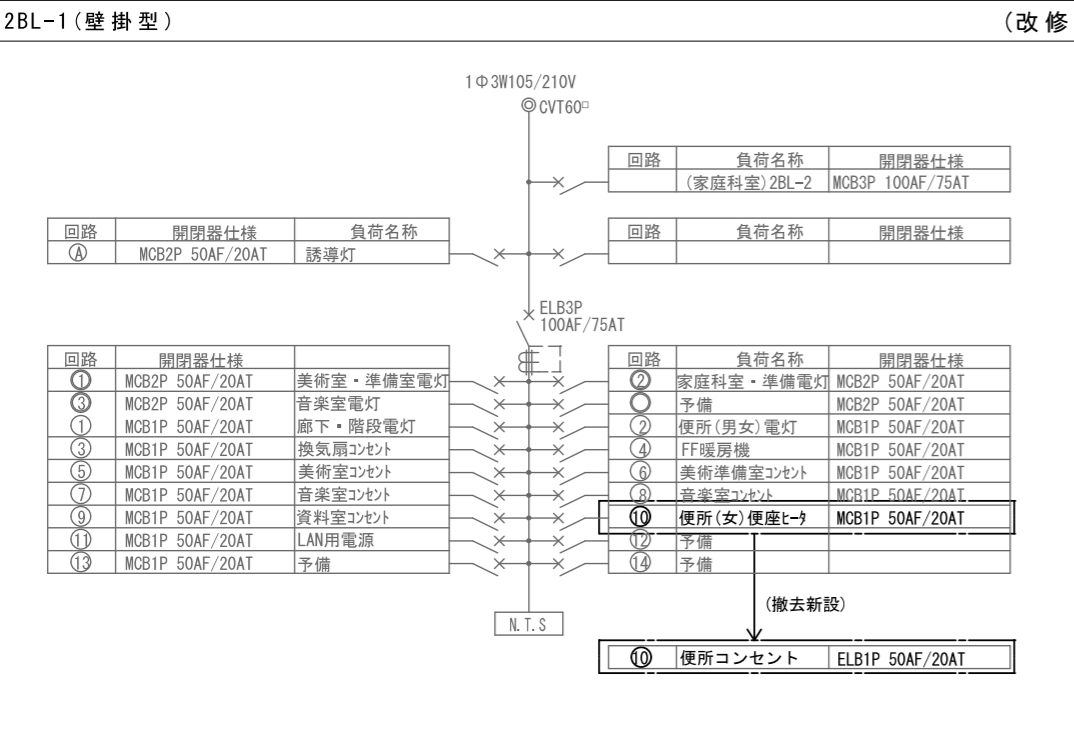 2BL-1(壁掛型) (改修
1Φ3W105/210V
◎CVT60□
回路 負荷名称 開閉器仕様
(家庭科室)2BL-2 MCB3P 100AF/75AT
回路 開閉器仕様 負荷名称 回路 負荷名称 開閉器仕様
Ⓐ MCB2P 50AF/20AT 誘導灯
ELB3P
100AF/75AT
回路 開閉器仕様 回路 負荷名称 開閉器仕様
① MCB2P 50AF/20AT 美術室・準備室電灯 ② 家庭科室・準備電灯 MCB2P 50AF/20AT
③ MCB2P 50AF/20AT 音楽室電灯 ○ 予備 MCB2P 50AF/20AT
① MCB1P 50AF/20AT 廊下・階段電灯 ② 便所(男女)電灯 MCB1P 50AF/20AT
③ MCB1P 50AF/20AT 換気扇コンセント ④ FF暖房機 MCB1P 50AF/20AT
⑤ MCB1P 50AF/20AT 美術室コンセント ⑥ 美術準備室コンセント MCB1P 50AF/20AT
⑦ MCB1P 50AF/20AT 音楽室コンセント ⑧ 音楽室コンセント MCB1P 50AF/20AT
⑨ MCB1P 50AF/20AT 資料室コンセント ⑩ 便所(女)便座ヒータ MCB1P 50AF/20AT
⑪ MCB1P 50AF/20AT LAN用電源 ⑫ 予備
⑬ MCB1P 50AF/20AT 予備 ⑭ 予備
(撤去新設)
N.T.S
⑩ 便所コンセント ELB1P 50AF/20AT